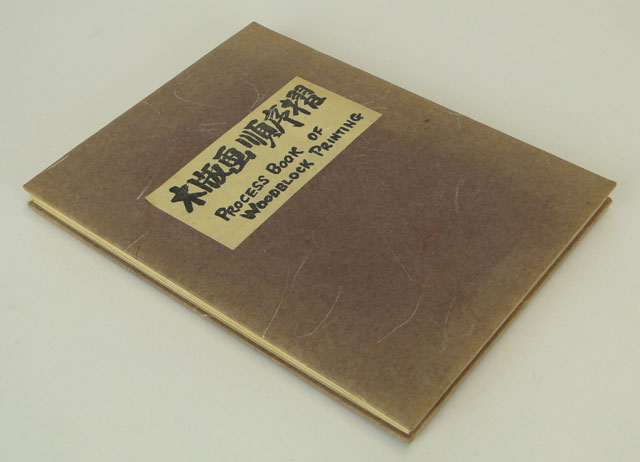 木版画順序摺
PROCESS BOOK OF
WOODBLOCK PRINTING